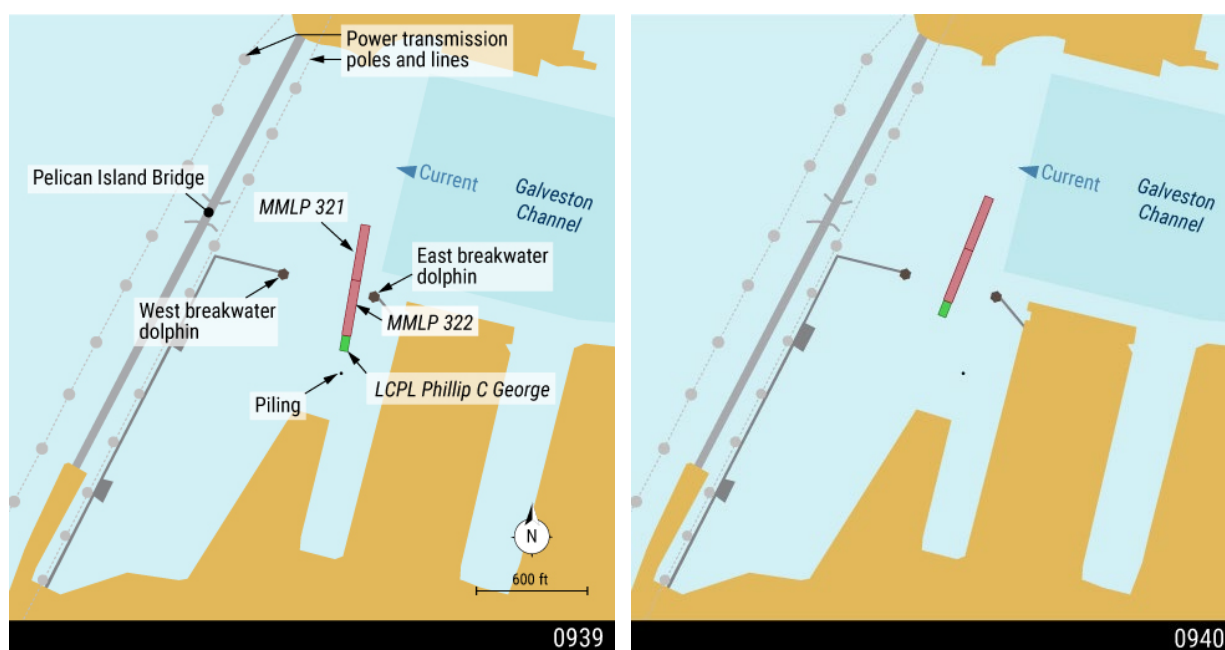 Power transmission
poles and lines
Pelican Island Bridge
Current
Galveston
Channel
MMLP 321
East breakwater
dolphin
West breakwater
dolphin
MMLP 322
LCPL Phillip C George
Piling
N
600 ft
0939
Current
Galveston
Channel
0940